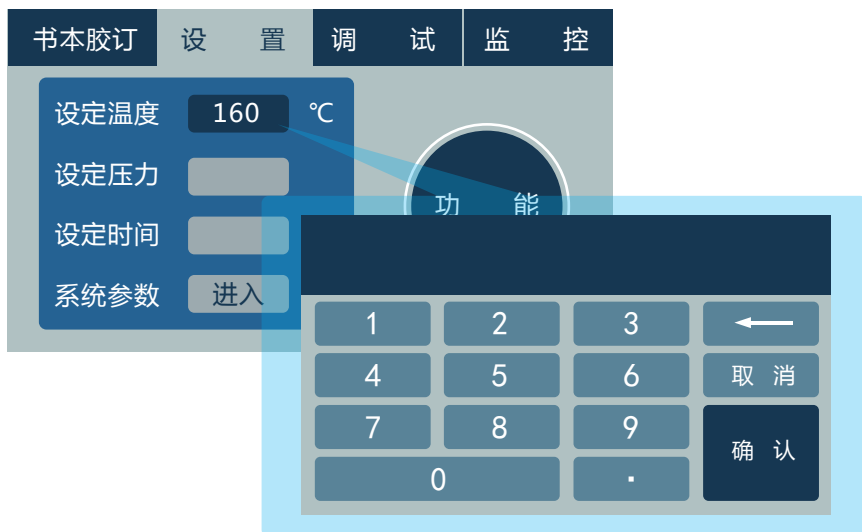 书本胶订 设置 调试 监控
设定温度 160 ℃
设定压力
功能
设定时间
系统参数 进入
1 2 3 ←
4 5 6 取消
7 8 9 确认
0 .